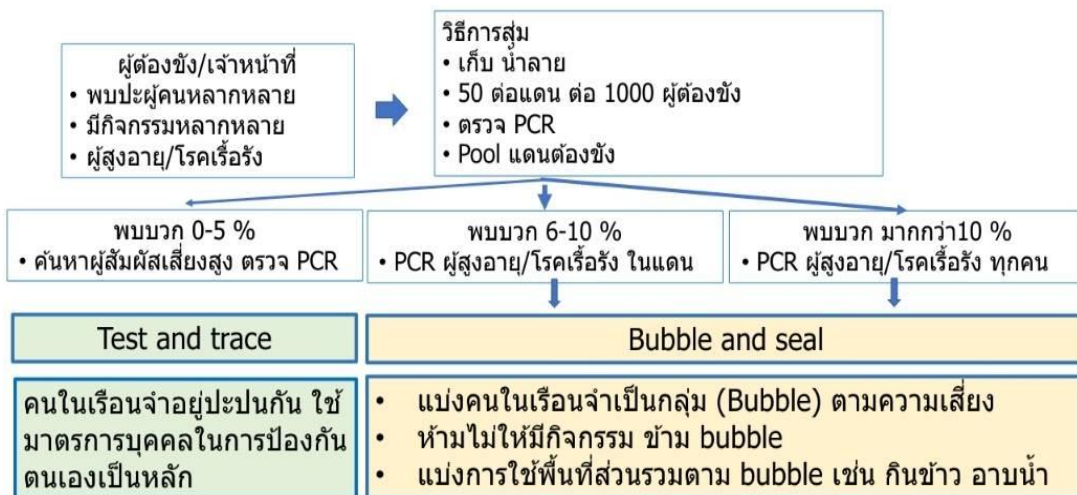 ผู้ต้องขัง/เจ้าหน้าที่
• พบปะผู้คนหลากหลาย
• มีกิจกรรมหลากหลาย
• ผู้สูงอายุ/โรคเรื้อรัง
วิธีการสุ่ม
• เก็บ น้ำลาย
• 50 ต่อแดน ต่อ 1000 ผู้ต้องขัง
• ตรวจ PCR
• Pool แดนต้องขัง
พบบวก 0-5 %
• ค้นหาผู้สัมผัสเสี่ยงสูง ตรวจ PCR
พบบวก 6-10 %
• PCR ผู้สูงอายุ/โรคเรื้อรัง ในแดน
พบบวก มากกว่า10 %
• PCR ผู้สูงอายุ/โรคเรื้อรัง ทุกคน
Test and trace
Bubble and seal
คนในเรือนจำอยู่ปะปนกัน ใช้
มาตรการบุคคลในการป้องกัน
ตนเองเป็นหลัก
• แบ่งคนในเรือนจำเป็นกลุ่ม (Bubble) ตามความเสี่ยง
• ห้ามไม่ให้มีกิจกรรม ข้าม bubble
• แบ่งการใช้พื้นที่ส่วนรวมตาม bubble เช่น กินข้าว อาบน้ำ